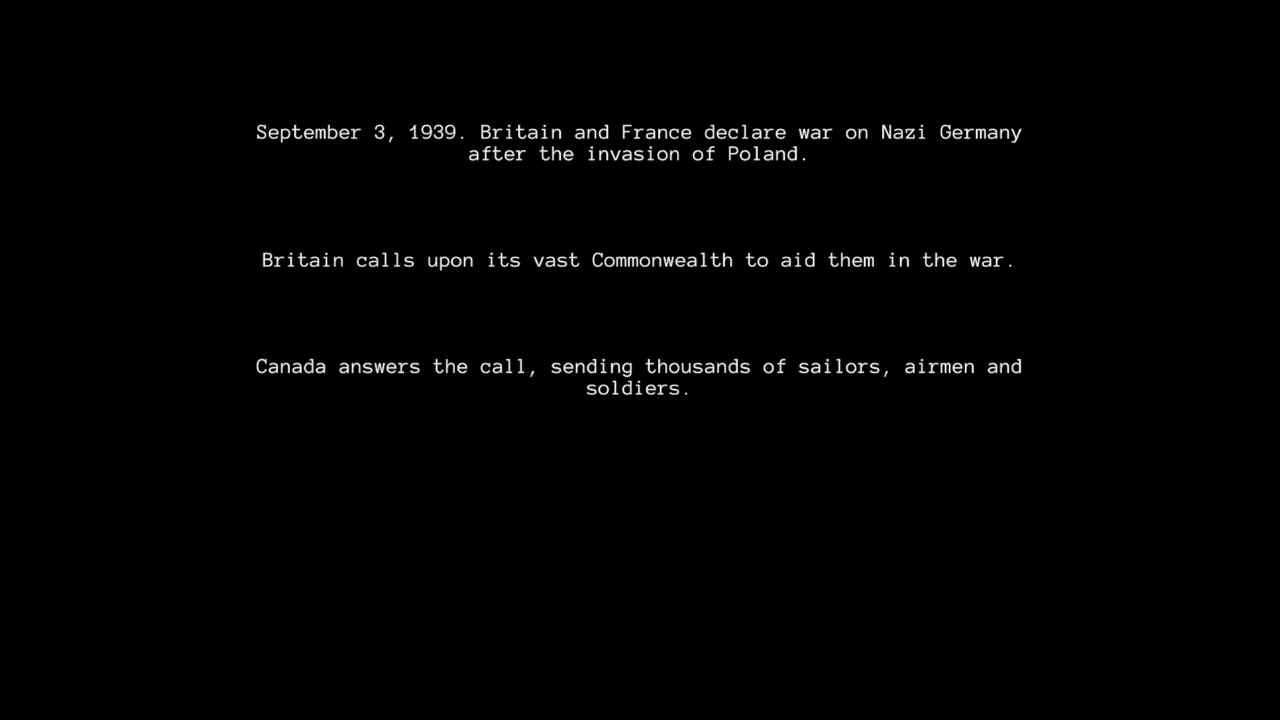 September 3, 1939. Britain and France declare war on Nazi Germany
after the invasion of Poland.
Britain calls upon its vast Commonwealth to aid them in the war.
Canada answers the call, sending thousands of sailors, airmen and
soldiers.